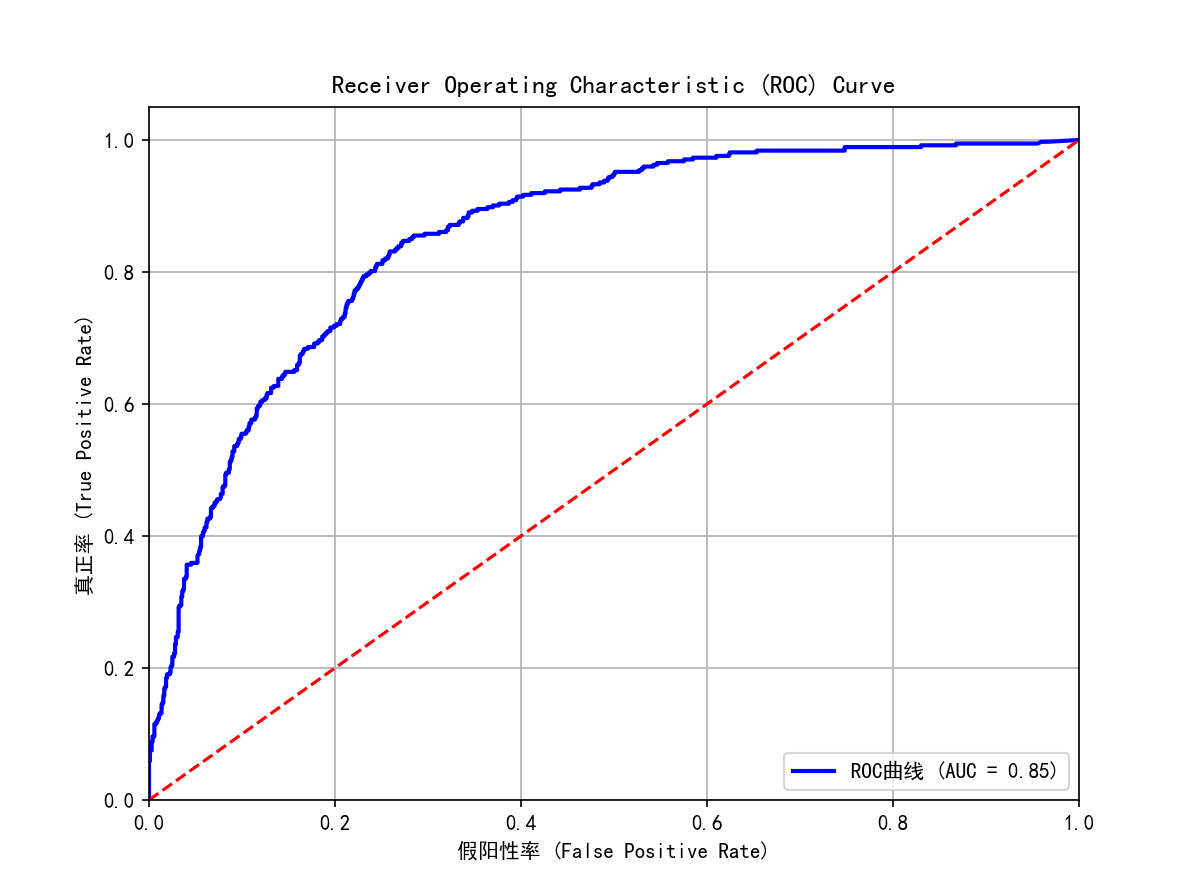 Receiver Operating Characteristic (ROC) Curve
真正率 (True Positive Rate)
1.0
0.8
0.6
0.4
0.2
0.0
ROC曲线 (AUC = 0.85)
0.0 0.2 0.4 0.6 0.8 1.0
假阳性率 (False Positive Rate)